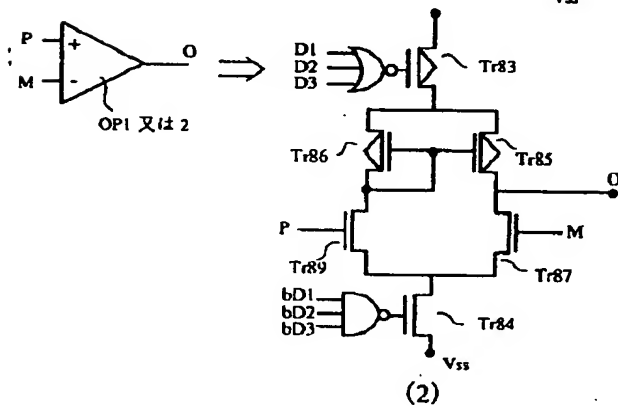 Vss
P
+
O
M
-
OP1 又は 2
D1
D2
D3
Tr83
Tr86
Tr85
O
P
M
Tr89
Tr87
bD1
bD2
bD3
Tr84
Vss
(2)